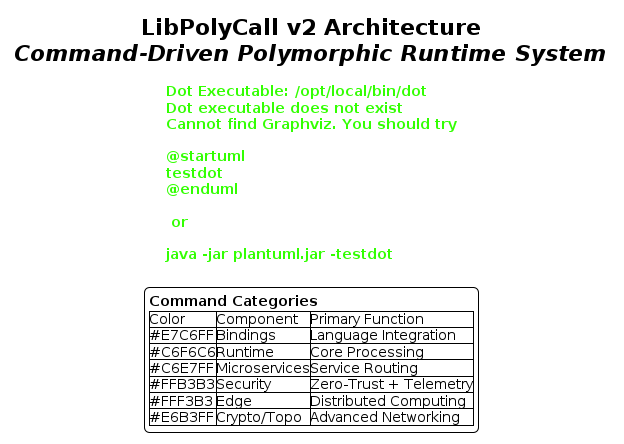 LibPolyCall v2 Architecture
Command-Driven Polymorphic Runtime System
Dot Executable: /opt/local/bin/dot
Dot executable does not exist
Cannot find Graphviz. You should try
@startuml
testdot
@enduml
or
java -jar plantuml.jar -testdot
Command Categories
Color Component Primary Function
#E7C6FF Bindings Language Integration
#C6F6C6 Runtime Core Processing
#C6E7FF Microservices Service Routing
#FFB3B3 Security Zero-Trust + Telemetry
#FFF3B3 Edge Distributed Computing
#E6B3FF Crypto/Topo Advanced Networking